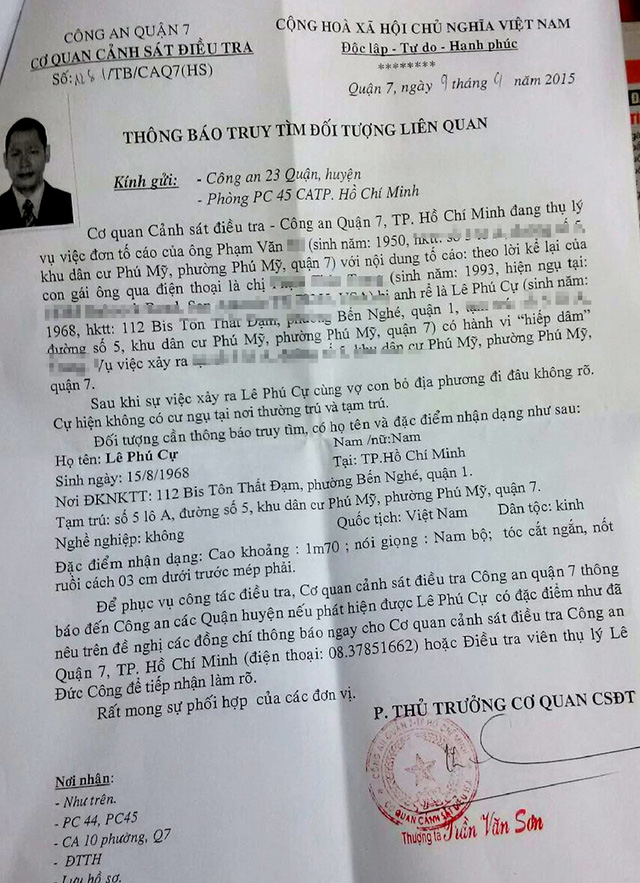 CÔNG AN QUẬN 7
CƠ QUAN CẢNH SÁT ĐIỀU TRA
Số: /TB/CAQ7(HS)
CỘNG HOÀ XÃ HỘI CHỦ NGHĨA VIỆT NAM
Độc lập - Tự do - Hạnh phúc
********
Quận 7, ngày 9 tháng 4 năm 2015
THÔNG BÁO TRUY TÌM ĐỐI TƯỢNG LIÊN QUAN
Kính gửi: - Công an 23 Quận, huyện
- Phòng PC 45 CATP. Hồ Chí Minh
Cơ quan Cảnh sát điều tra - Công an Quận 7, TP. Hồ Chí Minh đang thụ lý
vụ việc đơn tố cáo của ông Phạm Văn (sinh năm: 1950,
khu dân cư Phú Mỹ, phường Phú Mỹ, quận 7) với nội dung tố cáo: theo lời kể lại của
con gái ông qua điện thoại là chị (sinh năm: 1993, hiện ngụ tại:
bị anh rể là Lê Phú Cự (sinh năm:
1968, hktt: 112 Bis Tôn Thất Đạm, phường Bến Nghé, quận 1,
đường số 5, khu dân cư Phú Mỹ, phường Phú Mỹ, quận 7) có hành vi “hiếp dâm”
Vụ việc xảy ra khu dân cư Phú Mỹ, phường Phú Mỹ,
quận 7.
Sau khi sự việc xảy ra Lê Phú Cự cùng vợ con bỏ địa phương đi đâu không rõ.
Cự hiện không có cư ngụ tại nơi thường trú và tạm trú.
Đối tượng cần thông báo truy tìm, có họ tên và đặc điểm nhận dạng như sau:
Họ tên: Lê Phú Cự Nam /nữ:Nam
Sinh ngày: 15/8/1968 Tại: TP.Hồ Chí Minh
Nơi ĐKNKTT: 112 Bis Tôn Thất Đạm, phường Bến Nghé, quận 1.
Tạm trú: số 5 lô A, đường số 5, khu dân cư Phú Mỹ, phường Phú Mỹ, quận 7.
Nghề nghiệp: không Quốc tịch: Việt Nam Dân tộc: kinh
Đặc điểm nhận dạng: Cao khoảng : 1m70 ; nói giọng : Nam bộ; tóc cắt ngắn, nốt
ruồi cách 03 cm dưới trước mép phải.
Để phục vụ công tác điều tra, Cơ quan cảnh sát điều tra Công an quận 7 thông
báo đến Công an các Quận huyện nếu phát hiện được Lê Phú Cự có đặc điểm như đã
nêu trên đề nghị các đồng chí thông báo ngay cho Cơ quan cảnh sát điều tra Công an
Quận 7, TP. Hồ Chí Minh (điện thoại: 08.37851662) hoặc Điều tra viên thụ lý Lê
Đức Công để tiếp nhận làm rõ.
Rất mong sự phối hợp của các đơn vị.
P. THỦ TRƯỞNG CƠ QUAN CSĐT
CƠ QUAN CẢNH SÁT ĐIỀU TRA
Thượng tá Trần Văn Sơn
Nơi nhận:
- Như trên.
- PC 44, PC45
- CA 10 phường, Q7
- ĐTTH
- Lưu hồ sơ.